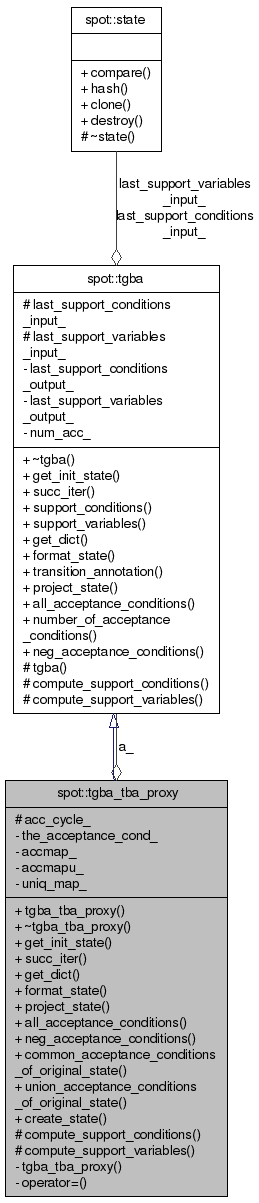 spot::state
+ compare()
+ hash()
+ clone()
+ destroy()
# ~state()
last_support_variables
_input_
last_support_conditions
_input_
spot::tgba
# last_support_conditions
_input_
# last_support_variables
_input_
- last_support_conditions
_output_
- last_support_variables
_output_
- num_acc_
+ ~tgba()
+ get_init_state()
+ succ_iter()
+ support_conditions()
+ support_variables()
+ get_dict()
+ format_state()
+ transition_annotation()
+ project_state()
+ all_acceptance_conditions()
+ number_of_acceptance
_conditions()
+ neg_acceptance_conditions()
# tgba()
# compute_support_conditions()
# compute_support_variables()
a_
spot::tgba_tba_proxy
# acc_cycle_
- the_acceptance_cond_
- accmap_
- accmapu_
- uniq_map_
+ tgba_tba_proxy()
+ ~tgba_tba_proxy()
+ get_init_state()
+ succ_iter()
+ get_dict()
+ format_state()
+ project_state()
+ all_acceptance_conditions()
+ neg_acceptance_conditions()
+ common_acceptance_conditions
_of_original_state()
+ union_acceptance_conditions
_of_original_state()
+ create_state()
# compute_support_conditions()
# compute_support_variables()
- tgba_tba_proxy()
- operator=()